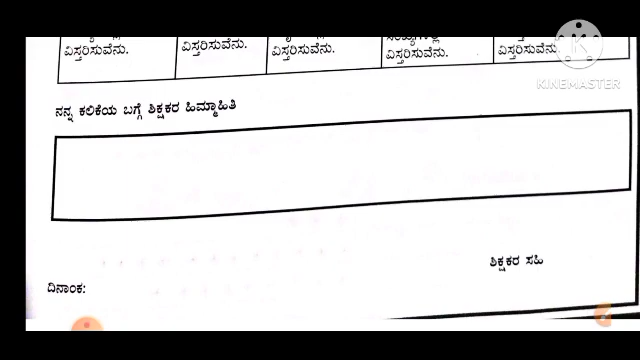 ವಿಸ್ತರಿಸುವೆನು. ವಿಸ್ತರಿಸುವೆನು. ವಿಸ್ತರಿಸುವೆನು. ವಿಸ್ತರಿಸುವೆನು. ವಿಸ್ತರಿಸುವೆನು.
KINEMASTER
ನನ್ನ ಕಲಿಕೆಯ ಬಗ್ಗೆ ಶಿಕ್ಷಕರ ಹಿಮ್ಮಾಹಿತಿ
ಶಿಕ್ಷಕರ ಸಹಿ
ದಿನಾಂಕ: